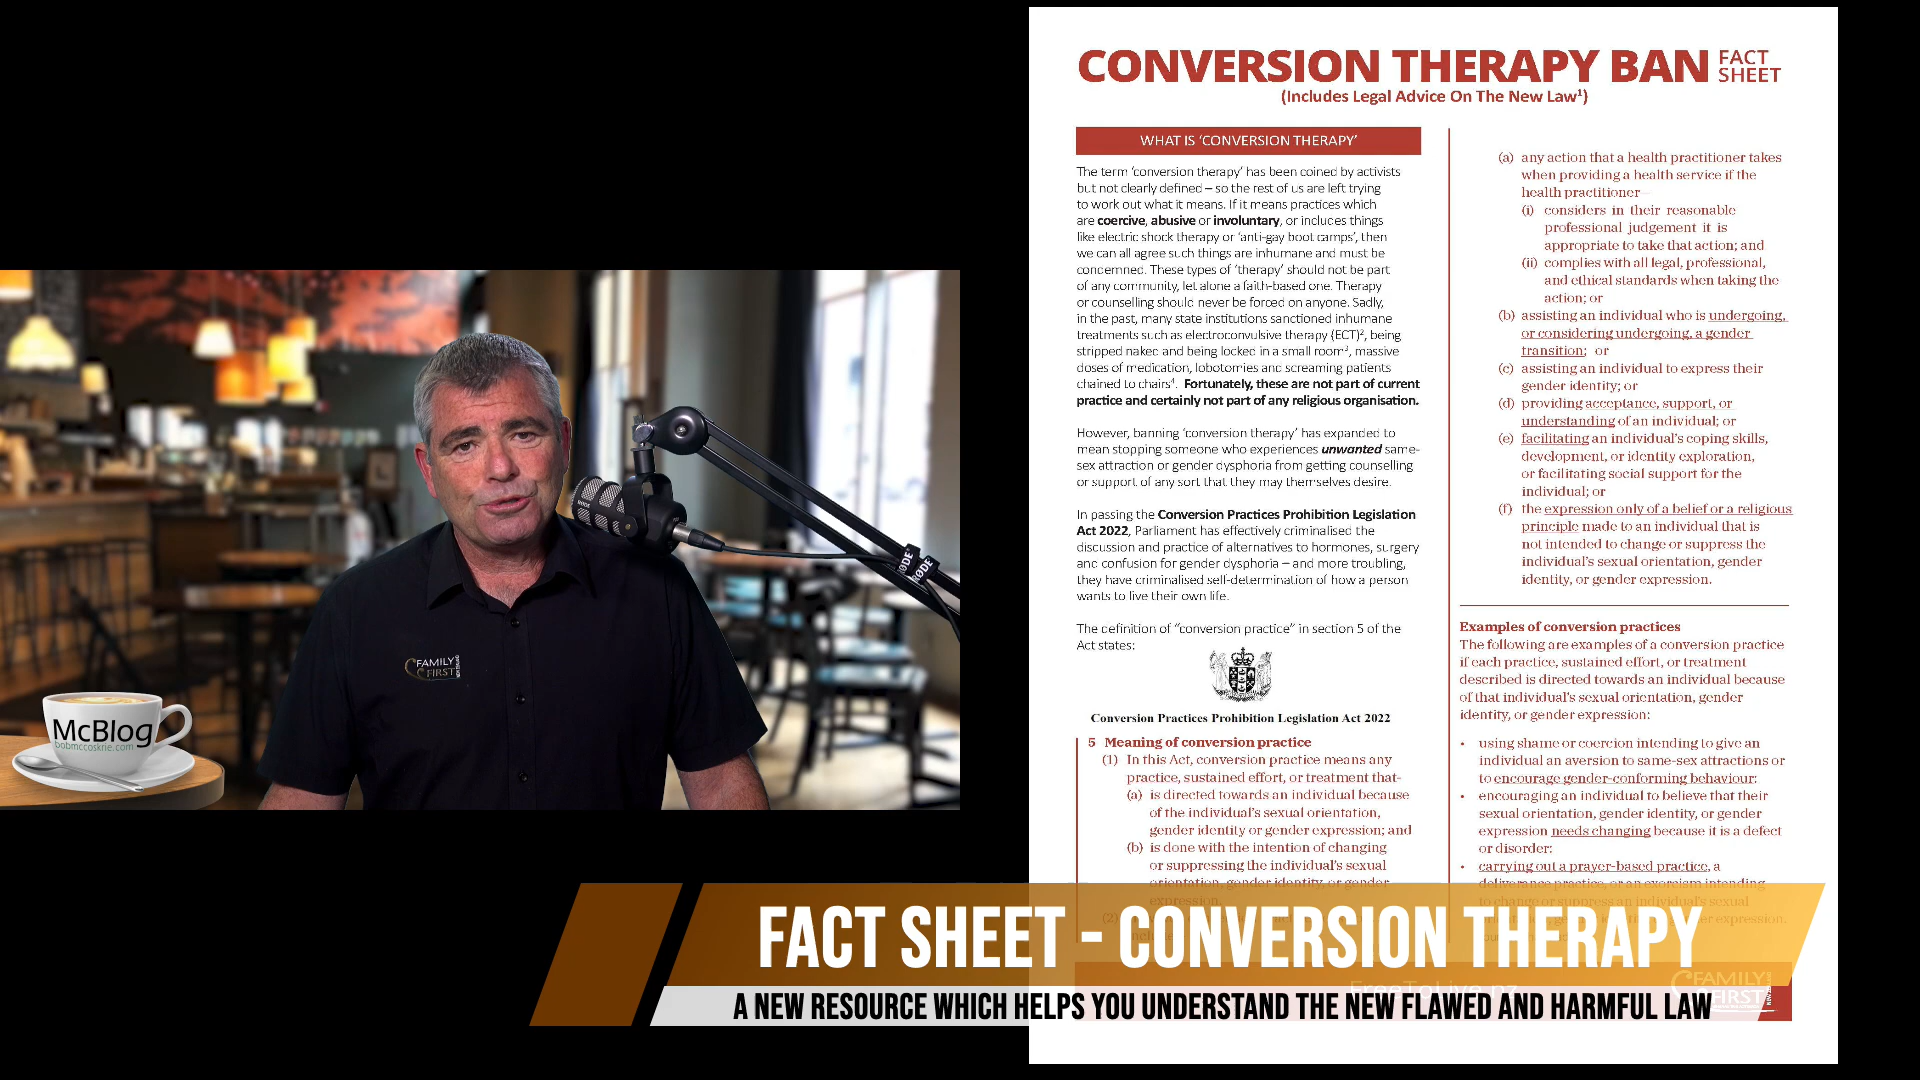 CONVERSION THERAPY BAN FACT SHEET
(Includes Legal Advice On The New Law¹)
WHAT IS ‘CONVERSION THERAPY’
The term ‘conversion therapy’ has been coined by activists
but not clearly defined – so the rest of us are left trying
to work out what it means. If it means practices which
are coercive, abusive or involuntary, or includes things
like electric shock therapy or ‘anti-gay boot camps’, then
we can all agree such things are inhumane and must be
condemned. These types of ‘therapy’ should not be part
of any community, let alone a faith-based one. Therapy
or counselling should never be forced on anyone. Sadly,
in the past, many state institutions sanctioned inhumane
treatments such as electroconvulsive therapy (ECT)², being
stripped naked and being locked in a small room³, massive
doses of medication, lobotomies and screaming patients
chained to chairs⁴. Fortunately, these are not part of current
practice and certainly not part of any religious organisation.
However, banning ‘conversion therapy’ has expanded to
mean stopping someone who experiences unwanted same-
sex attraction or gender dysphoria from getting counselling
or support of any sort that they may themselves desire.
In passing the Conversion Practices Prohibition Legislation
Act 2022, Parliament has effectively criminalised the
discussion and practice of alternatives to hormones, surgery
and confusion for gender dysphoria – and more troubling,
they have criminalised self-determination of how a person
wants to live their own life.
The definition of “conversion practice” in section 5 of the
Act states:
Conversion Practices Prohibition Legislation Act 2022
5 Meaning of conversion practice
(1) In this Act, conversion practice means any
practice, sustained effort, or treatment that-
(a) is directed towards an individual because
of the individual’s sexual orientation,
gender identity or gender expression; and
(b) is done with the intention of changing
or suppressing the individual’s sexual
orientation, gender identity, or gender
expression.
(2)
(a) any action that a health practitioner takes
when providing a health service if the
health practitioner—
(i) considers in their reasonable
professional judgement it is
appropriate to take that action; and
(ii) complies with all legal, professional,
and ethical standards when taking the
action; or
(b) assisting an individual who is undergoing,
or considering undergoing, a gender
transition; or
(c) assisting an individual to express their
gender identity; or
(d) providing acceptance, support, or
understanding of an individual; or
(e) facilitating an individual’s coping skills,
development, or identity exploration,
or facilitating social support for the
individual; or
(f) the expression only of a belief or a religious
principle made to an individual that is
not intended to change or suppress the
individual’s sexual orientation, gender
identity, or gender expression.
Examples of conversion practices
The following are examples of a conversion practice
if each practice, sustained effort, or treatment
described is directed towards an individual because
of that individual’s sexual orientation, gender
identity, or gender expression:
• using shame or coercion intending to give an
individual an aversion to same-sex attractions or
to encourage gender-conforming behaviour:
• encouraging an individual to believe that their
sexual orientation, gender identity, or gender
expression needs changing because it is a defect
or disorder:
• carrying out a prayer-based practice, a
deliverance practice, or an exorcism intending
to change or suppress an individual’s sexual
expression.
FreeToLive.nz
FAMILY
FIRST
RØDE
RØDE
FAMILY
FIRST
McBlog
bobmccoskrie.com
FACT SHEET - CONVERSION THERAPY
A NEW RESOURCE WHICH HELPS YOU UNDERSTAND THE NEW FLAWED AND HARMFUL LAW